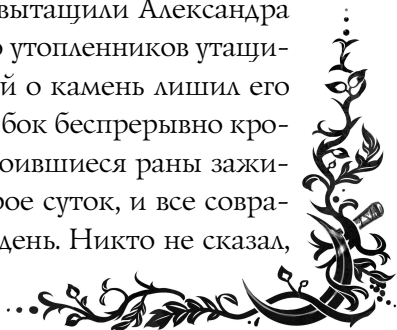 вытащили Александра
о утопленников утащи-
й о камень лишил его
бок беспрерывно кро-
оившиеся раны зажи-
рое суток, и все совра-
день. Никто не сказал,